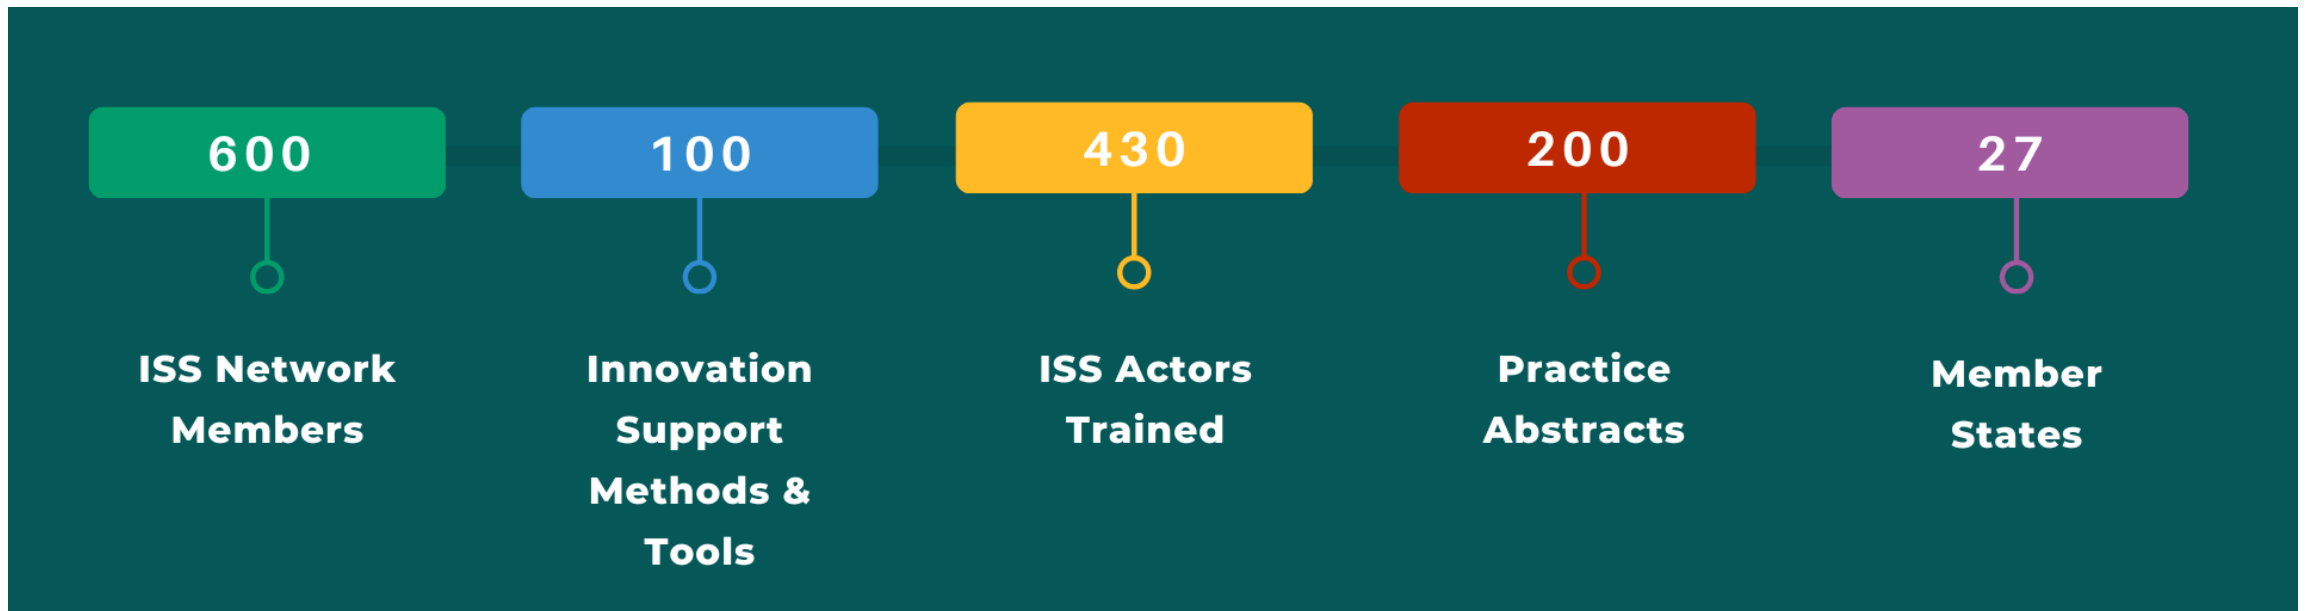 600
ISS Network
Members
100
Innovation
Support
Methods &
Tools
430
ISS Actors
Trained
200
Practice
Abstracts
27
Member
States